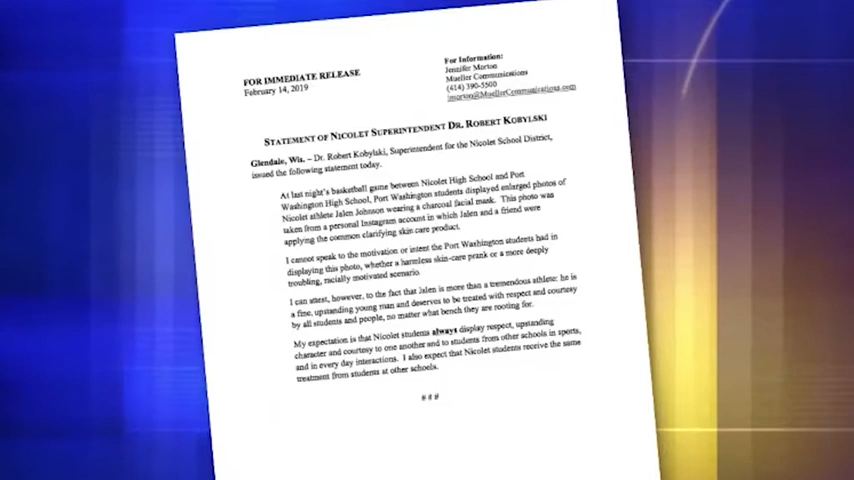 FOR IMMEDIATE RELEASE
February 14, 2019
For Information:
Jennifer Morton
Mueller Communications
(414) 390-5500
jmorton@MuellerCommunications.com
STATEMENT OF NICOLET SUPERINTENDENT DR. ROBERT KOBYLSKI
Glendale, Wis. – Dr. Robert Kobylski, Superintendent for the Nicolet School District,
issued the following statement today.
At last night's basketball game between Nicolet High School and Port
Washington High School, Port Washington students displayed enlarged photos of
Nicolet athlete Jalen Johnson wearing a charcoal facial mask. This photo was
taken from a personal Instagram account in which Jalen and a friend were
applying the common clarifying skin care product.
I cannot speak to the motivation or intent the Port Washington students had in
displaying this photo, whether a harmless skin-care prank or a more deeply
troubling, racially motivated scenario.
I can attest, however, to the fact that Jalen is more than a tremendous athlete: he is
a fine, upstanding young man and deserves to be treated with respect and courtesy
by all students and people, no matter what bench they are rooting for.
My expectation is that Nicolet students always display respect, upstanding
character and courtesy to one another and to students from other schools in sports,
and in every day interactions. I also expect that Nicolet students receive the same
treatment from students at other schools.
# # #